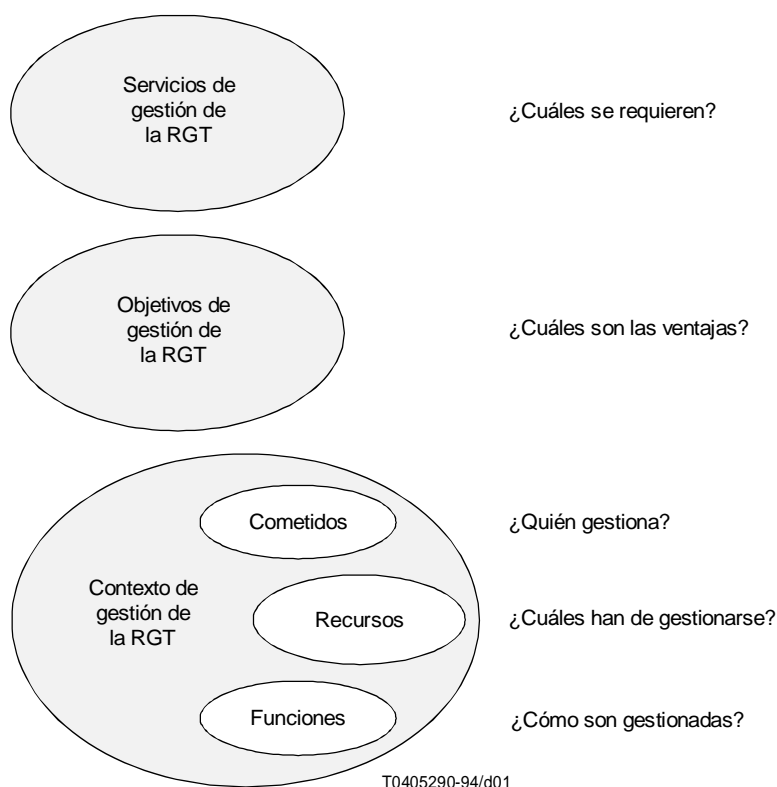 Servicios de
gestión de
la RGT
¿Cuáles se requieren?
Objetivos de
gestión de
la RGT
¿Cuáles son las ventajas?
Cometidos
¿Quién gestiona?
Contexto de
gestión de
la RGT
Recursos
¿Cuáles han de gestionarse?
Funciones
¿Cómo son gestionadas?
T0405290-94/d01